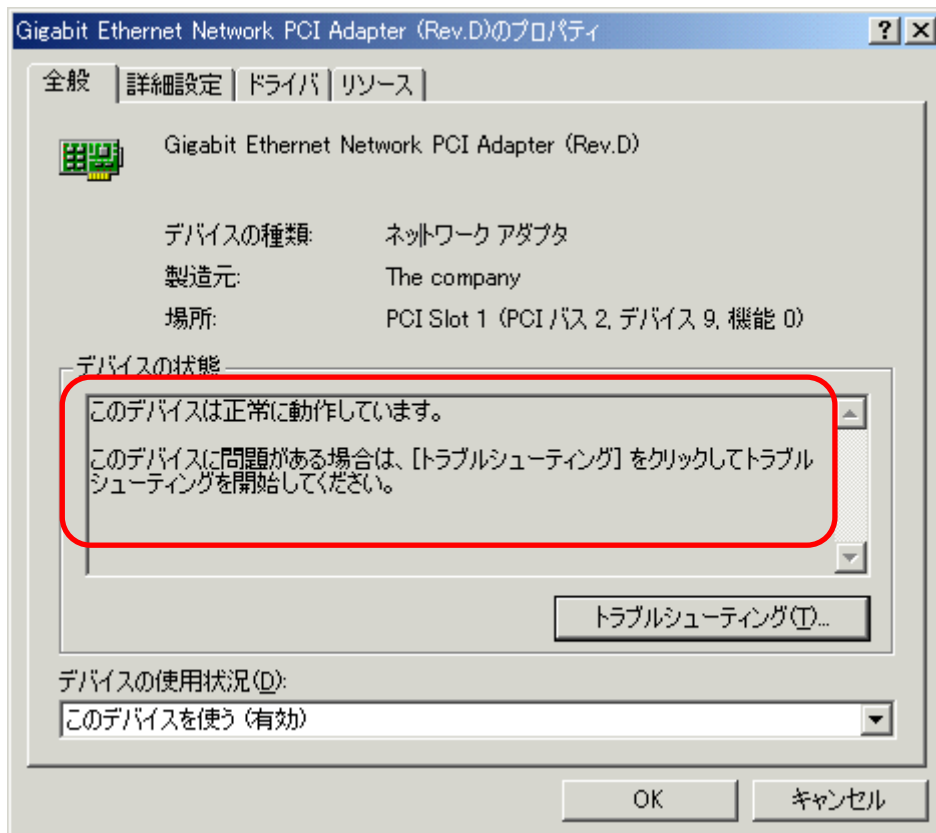 Gigabit Ethernet Network PCI Adapter (Rev.D)のプロパティ
全般 詳細設定 ドライバ リソース
Gigabit Ethernet Network PCI Adapter (Rev.D)
デバイスの種類: ネットワーク アダプタ
製造元: The company
場所: PCI Slot 1 (PCI バス 2, デバイス 9, 機能 0)
デバイスの状態
このデバイスは正常に動作しています。
このデバイスに問題がある場合は、[トラブルシューティング] をクリックしてトラブル
シューティングを開始してください。
トラブルシューティング(T)...
デバイスの使用状況(D):
このデバイスを使う (有効)
OK キャンセル